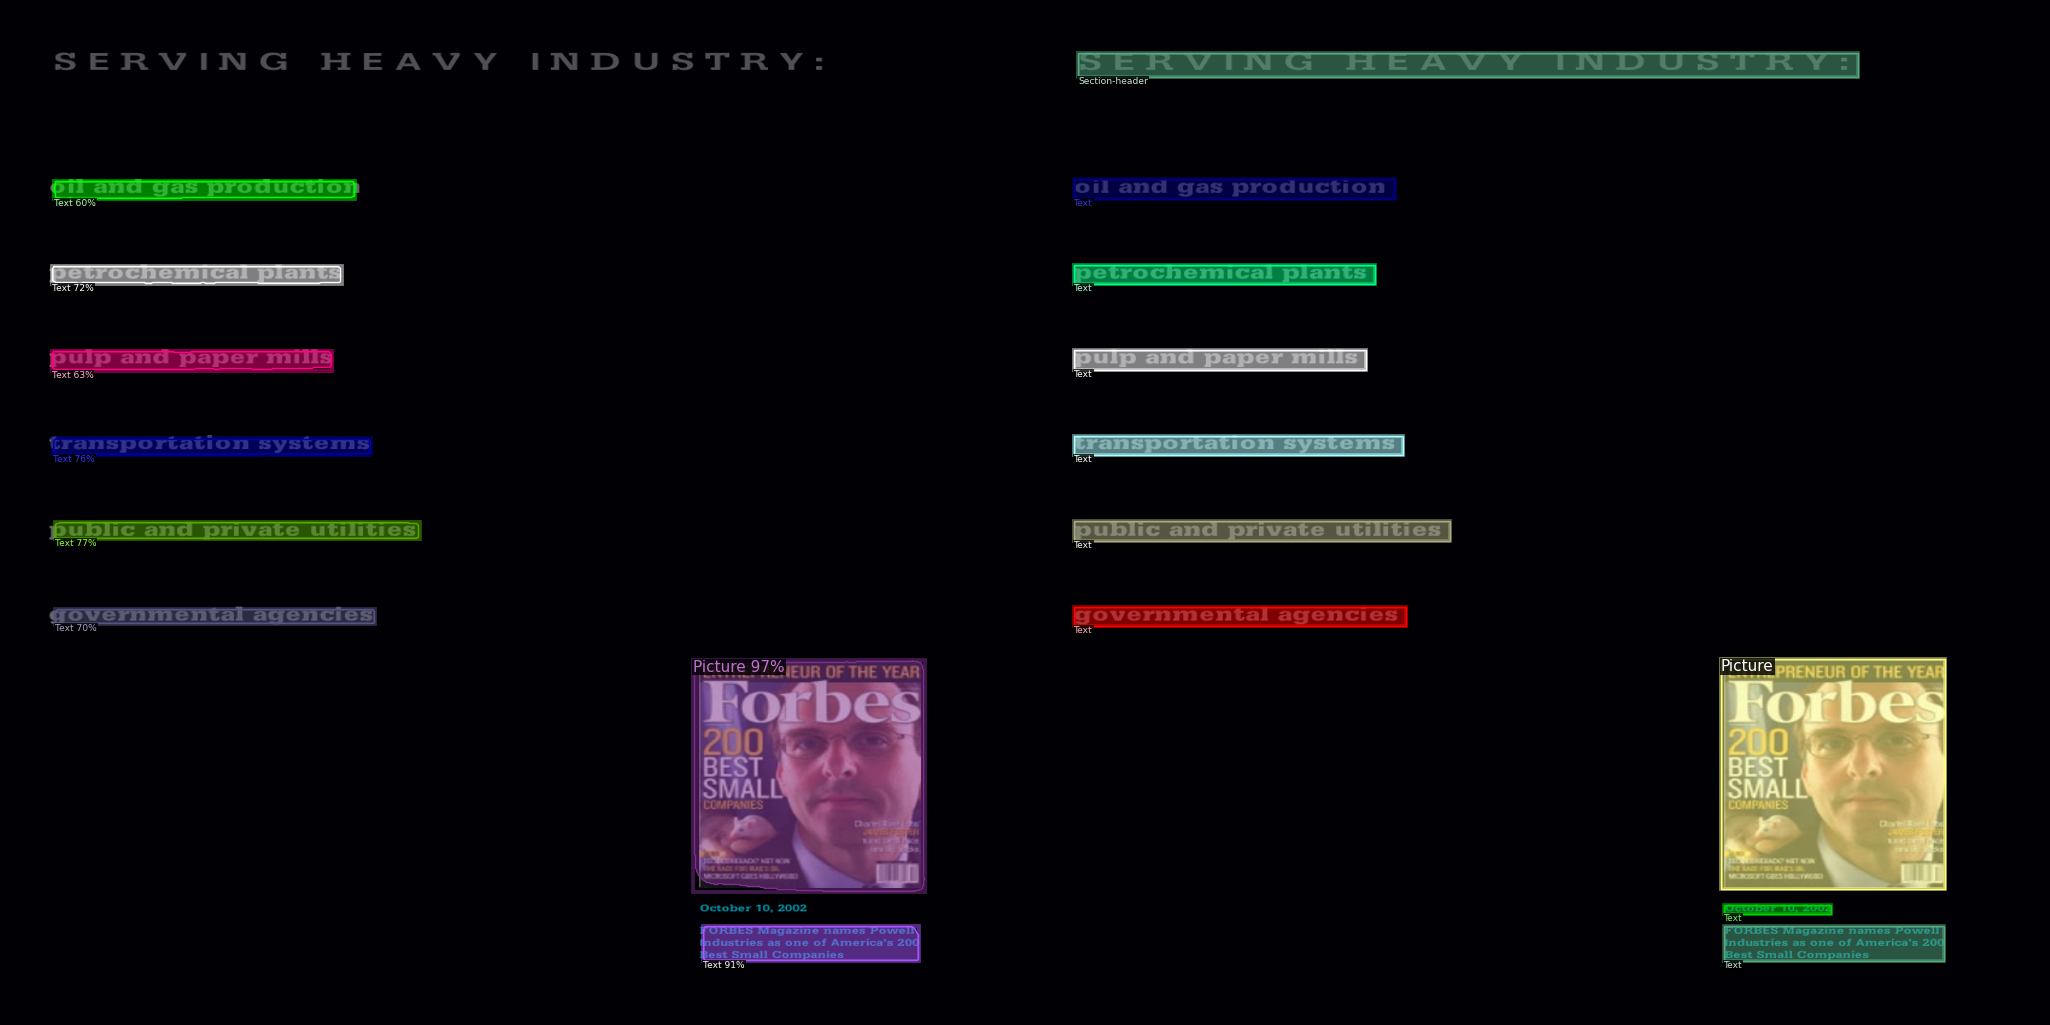 SERVING HEAVY INDUSTRY:
oil and gas production
Text 60%
petrochemical plants
Text 72%
pulp and paper mills
Text 63%
transportation systems
Text 76%
public and private utilities
Text 77%
governmental agencies
Text 70%
Picture 97%
NEUR OF THE YEAR
Forbes
200
BEST
SMALL
COMPANIES
October 10, 2002
FORBES Magazine names Powell
Industries as one of America's 200
Best Small Companies
Text 91%
SERVING HEAVY INDUSTRY:
Section-header
oil and gas production
Text
petrochemical plants
Text
pulp and paper mills
Text
transportation systems
Text
public and private utilities
Text
governmental agencies
Text
Picture
PRENEUR OF THE YEAR
Forbes
200
BEST
SMALL
COMPANIES
October 10, 2002
Text
FORBES Magazine names Powell
Industries as one of America's 200
Best Small Companies
Text